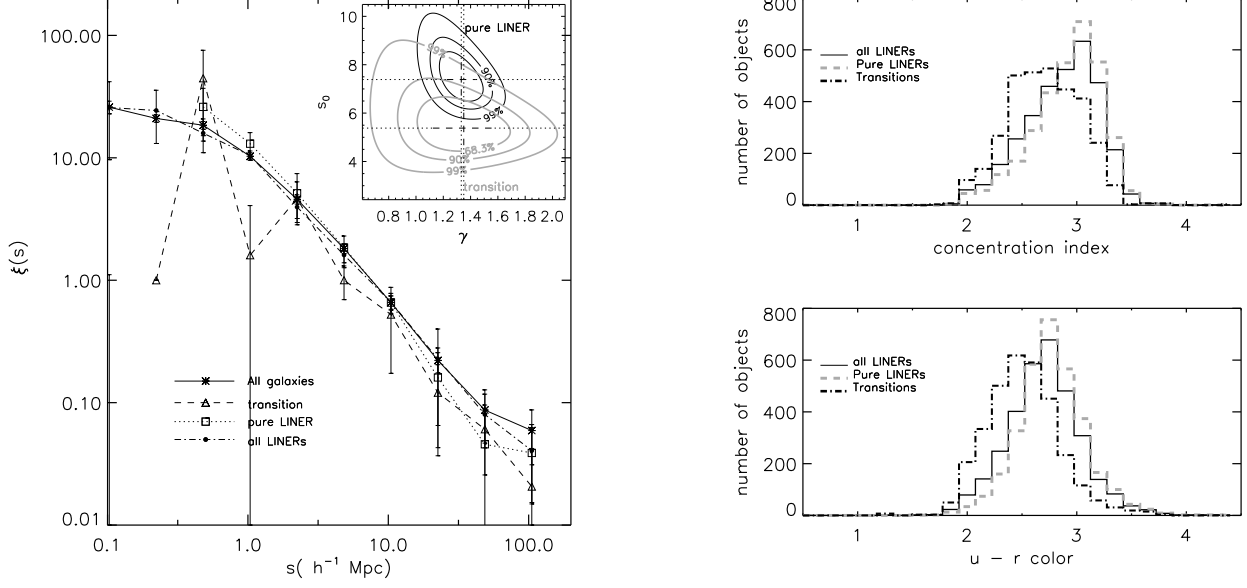 100.00
10.00
1.00
0.10
0.01
ξ(s)
0.1
1.0
10.0
100.0
s( h⁻¹ Mpc)
All galaxies
transition
pure LINER
all LINERs
10
8
6
4
s₀
0.8 1.0 1.2 1.4 1.6 1.8 2.0
γ
pure LINER
99%
90%
99%
68.3%
90%
99%
transition
800
600
400
200
0
number of objects
all LINERs
Pure LINERs
Transitions
1
2
3
4
concentration index
800
600
400
200
0
number of objects
all LINERs
Pure LINERs
Transitions
1
2
3
4
u − r color